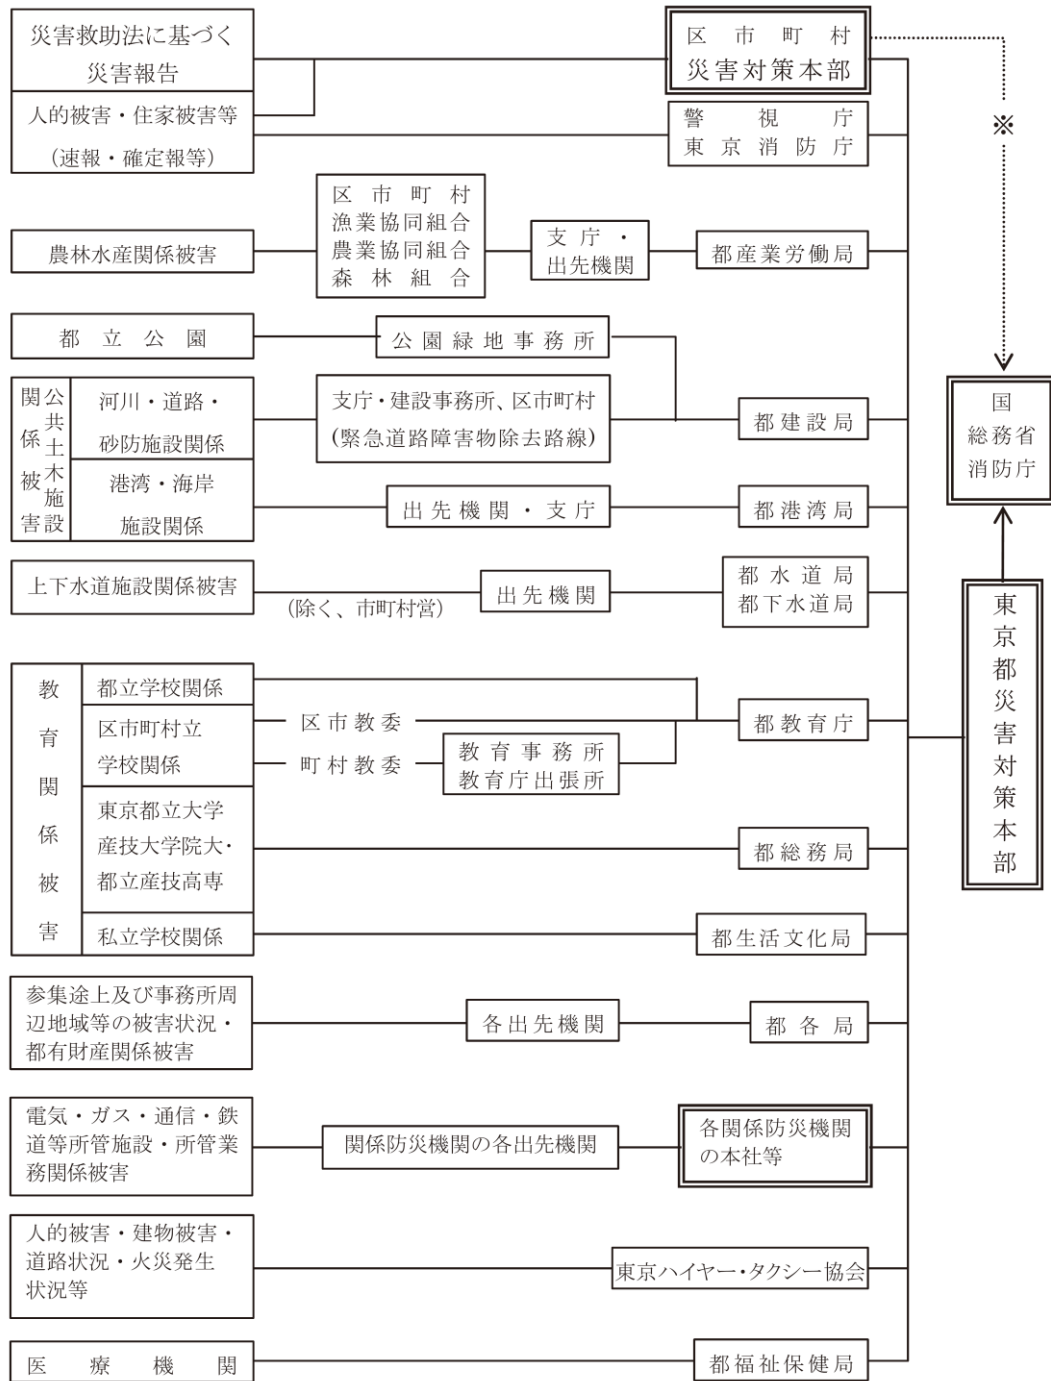 災害救助法に基づく
災害報告
人的被害・住家被害等
(速報・確定報等)
区市町村
災害対策本部
※
警視庁
東京消防庁
農林水産関係被害
区市町村
漁業協同組合
農業協同組合
森林組合
支庁・
出先機関
都産業労働局
都立公園
公園緑地事務所
公共土木施設
関係被害
河川・道路・
砂防施設関係
支庁・建設事務所、区市町村
(緊急道路障害物除去路線)
都建設局
港湾・海岸
施設関係
出先機関・支庁
都港湾局
国
総務省
消防庁
上下水道施設関係被害
(除く、市町村営)
出先機関
都水道局
都下水道局
東京都災害対策本部
教育関係被害
都立学校関係
区市町村立
学校関係
区市教委
町村教委
教育事務所
教育庁出張所
都教育庁
東京都立大学
産技大学院大・
都立産技高専
都総務局
私立学校関係
都生活文化局
参集途上及び事務所周
辺地域等の被害状況・
都有財産関係被害
各出先機関
都各局
電気・ガス・通信・鉄
道等所管施設・所管業
務関係被害
関係防災機関の各出先機関
各関係防災機関
の本社等
人的被害・建物被害・
道路状況・火災発生
状況等
東京ハイヤー・タクシー協会
医療機関
都福祉保健局